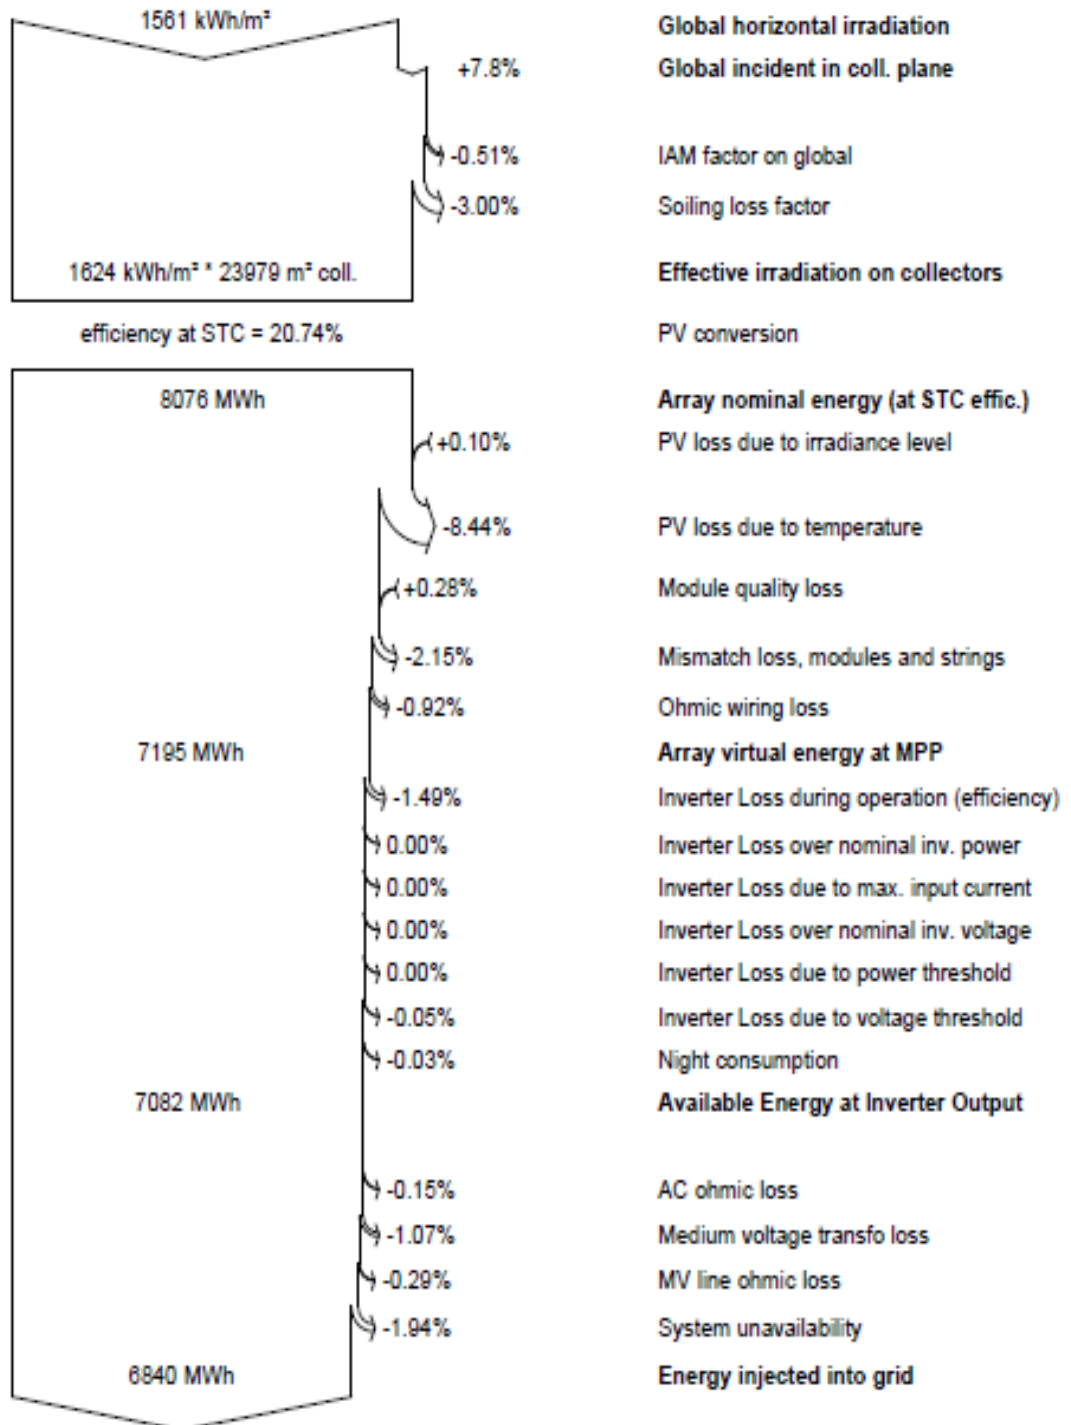 1561 kWh/m² Global horizontal irradiation
+7.8% Global incident in coll. plane
-0.51% IAM factor on global
-3.00% Soiling loss factor
1624 kWh/m² * 23979 m² coll. Effective irradiation on collectors
efficiency at STC = 20.74% PV conversion
8076 MWh Array nominal energy (at STC effic.)
+0.10% PV loss due to irradiance level
-8.44% PV loss due to temperature
+0.28% Module quality loss
-2.15% Mismatch loss, modules and strings
-0.92% Ohmic wiring loss
7195 MWh Array virtual energy at MPP
-1.49% Inverter Loss during operation (efficiency)
0.00% Inverter Loss over nominal inv. power
0.00% Inverter Loss due to max. input current
0.00% Inverter Loss over nominal inv. voltage
0.00% Inverter Loss due to power threshold
-0.05% Inverter Loss due to voltage threshold
-0.03% Night consumption
7082 MWh Available Energy at Inverter Output
-0.15% AC ohmic loss
-1.07% Medium voltage transfo loss
-0.29% MV line ohmic loss
-1.94% System unavailability
6840 MWh Energy injected into grid